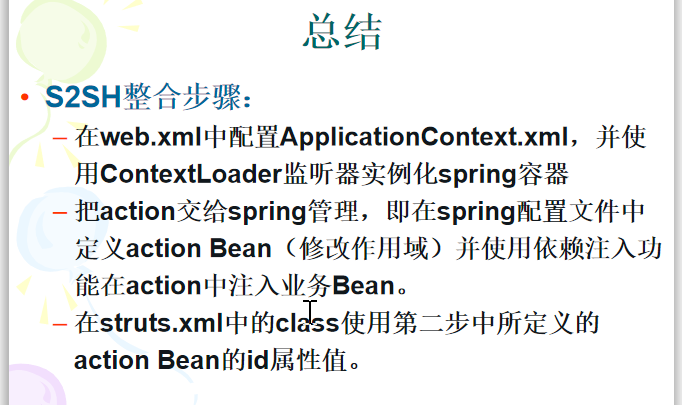 总结
• S2SH整合步骤：
– 在web.xml中配置ApplicationContext.xml，并使
用ContextLoader监听器实例化spring容器
– 把action交给spring管理，即在spring配置文件中
定义action Bean（修改作用域）并使用依赖注入功
能在action中注入业务Bean。
– 在struts.xml中的class使用第二步中所定义的
action Bean的id属性值。